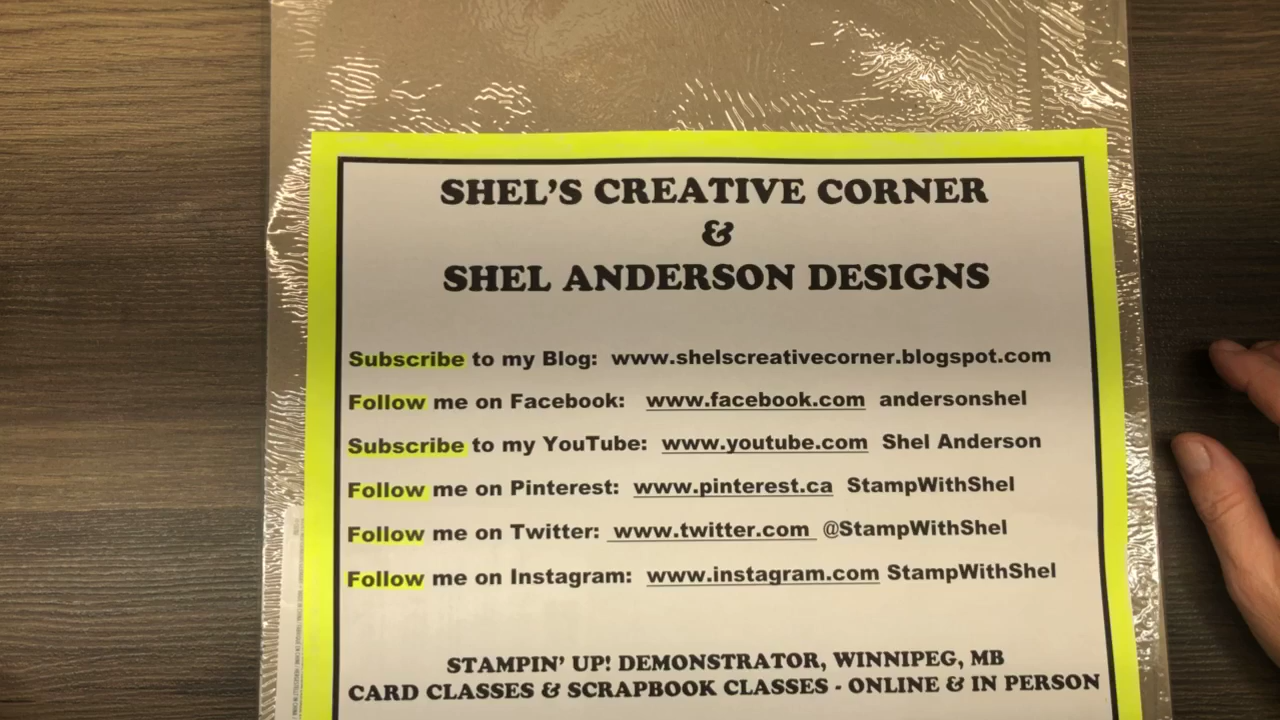 SHEL'S CREATIVE CORNER
&
SHEL ANDERSON DESIGNS
Subscribe to my Blog: www.shelscreativecorner.blogspot.com
Follow me on Facebook: www.facebook.com andersonshel
Subscribe to my YouTube: www.youtube.com Shel Anderson
Follow me on Pinterest: www.pinterest.ca StampWithShel
Follow me on Twitter: www.twitter.com @StampWithShel
Follow me on Instagram: www.instagram.com StampWithShel
STAMPIN' UP! DEMONSTRATOR, WINNIPEG, MB
CARD CLASSES & SCRAPBOOK CLASSES - ONLINE & IN PERSON